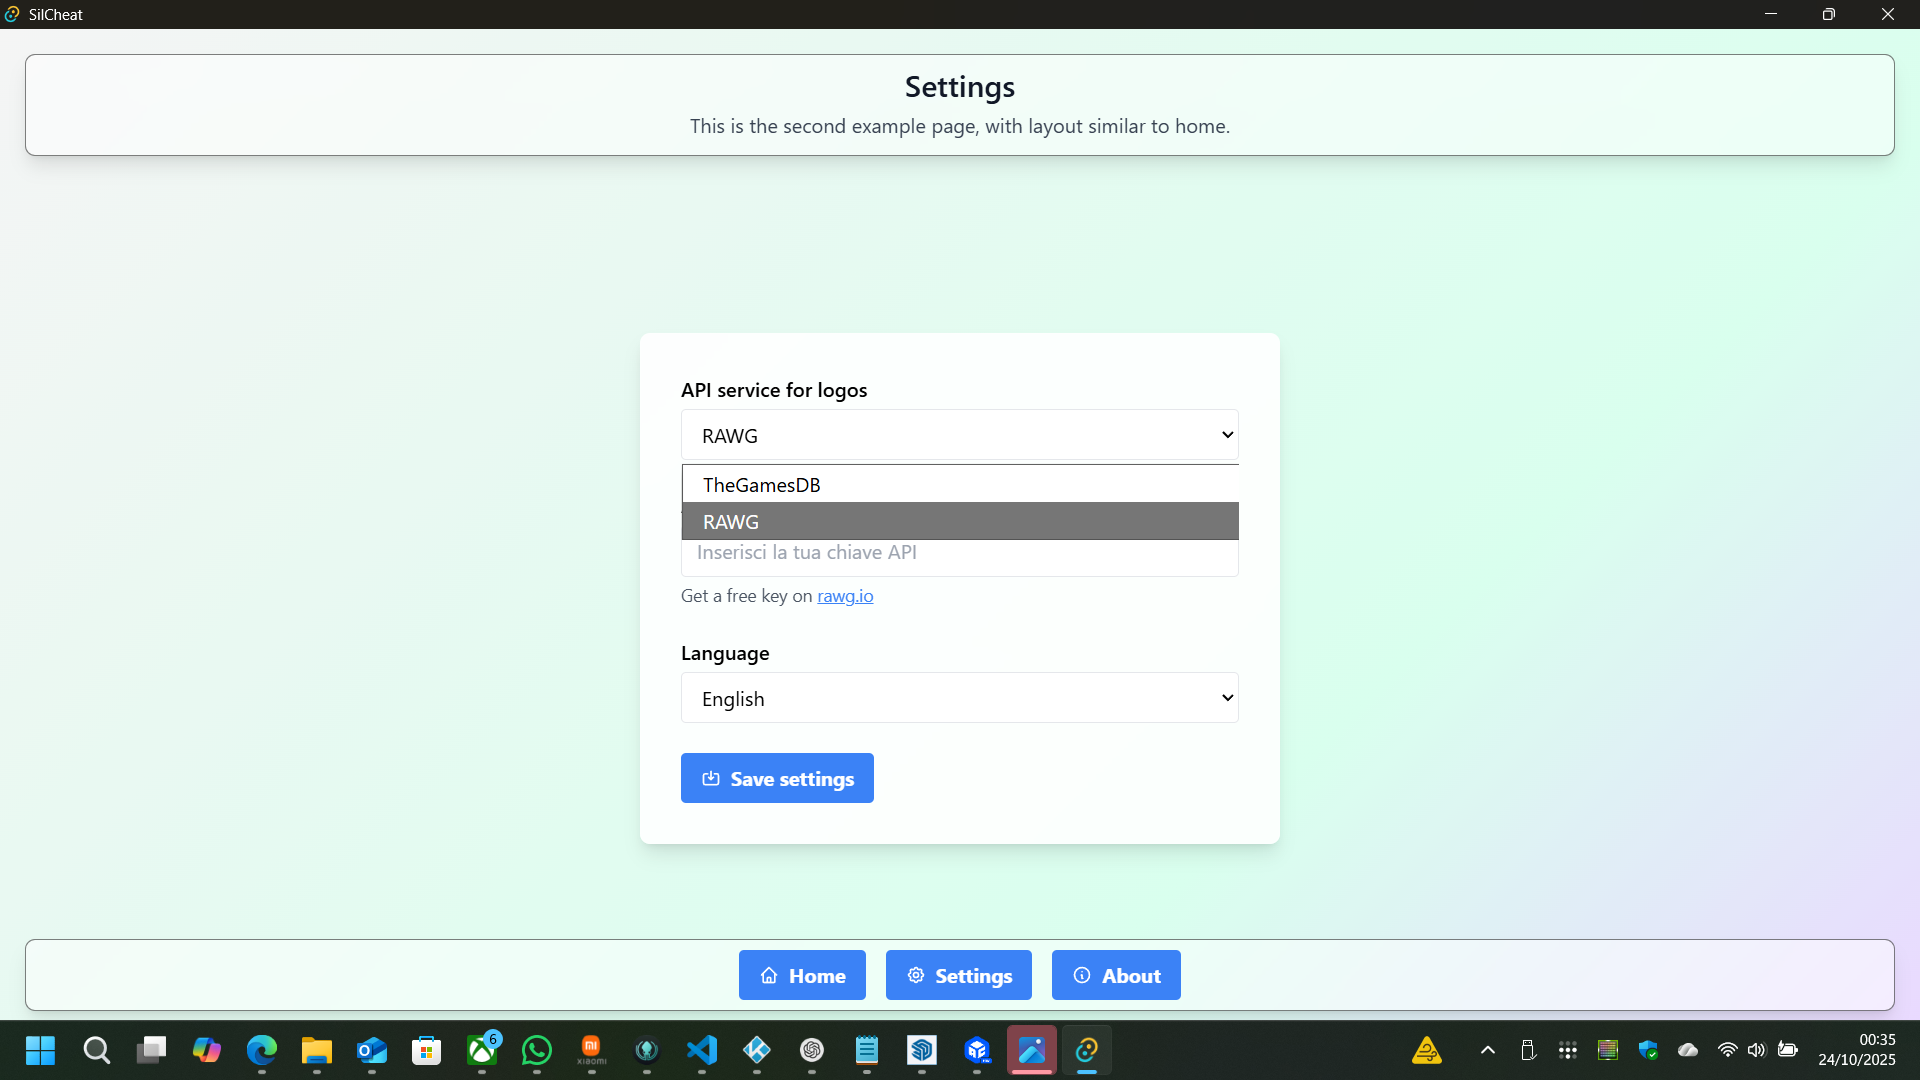 SilCheat
Settings
This is the second example page, with layout similar to home.
API service for logos
RAWG
TheGamesDB
RAWG
Inserisci la tua chiave API
Get a free key on rawg.io
Language
English
Save settings
Home
Settings
About
6
xiaomi
00:35
24/10/2025